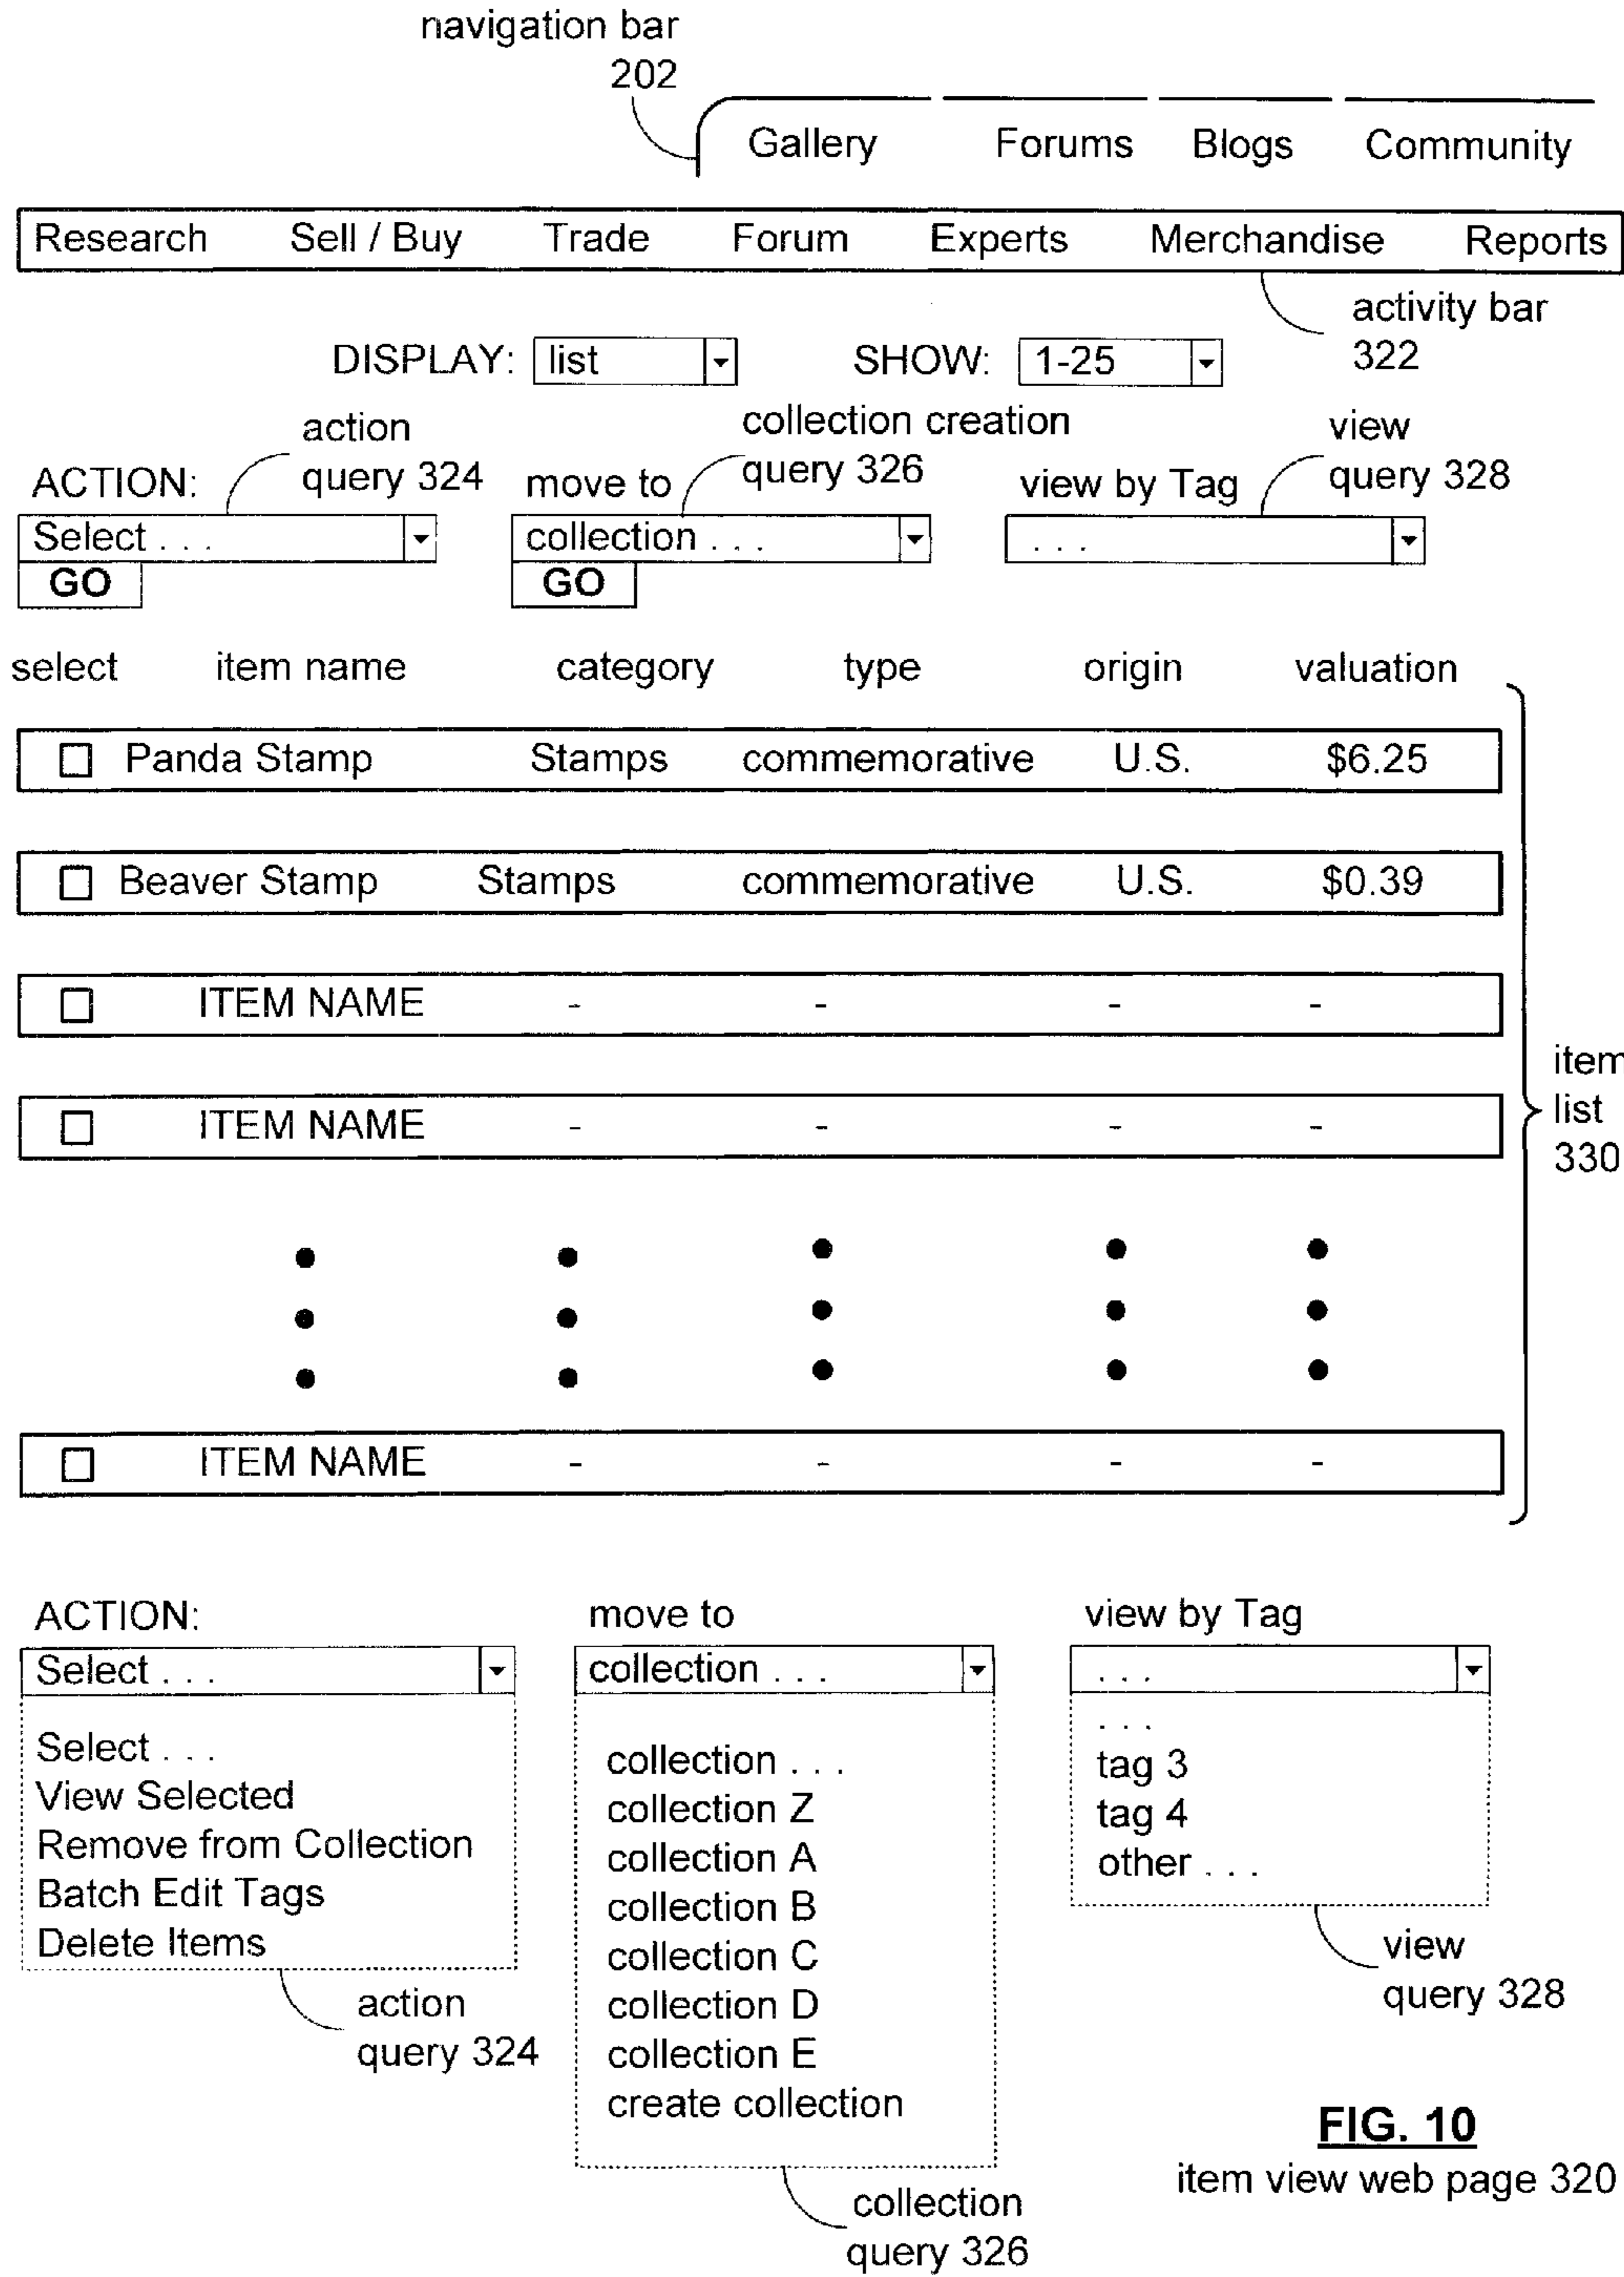 navigation bar
202
Gallery Forums Blogs Community
Research Sell / Buy Trade Forum Experts Merchandise Reports
activity bar
322
DISPLAY: list SHOW: 1-25
action
query 324
collection creation
query 326
view
query 328
ACTION: move to view by Tag
Select . . . collection . . . . . .
GO GO
select item name category type origin valuation
Panda Stamp Stamps commemorative U.S. $6.25
Beaver Stamp Stamps commemorative U.S. $0.39
ITEM NAME - - - -
ITEM NAME - - - -
item
list
330
ITEM NAME - - - -
ACTION: move to view by Tag
Select . . . collection . . . . . .
Select . . .
View Selected
Remove from Collection
Batch Edit Tags
Delete Items
action
query 324
collection . . .
collection Z
collection A
collection B
collection C
collection D
collection E
create collection
collection
query 326
. . .
tag 3
tag 4
other . . .
view
query 328
FIG. 10
item view web page 320